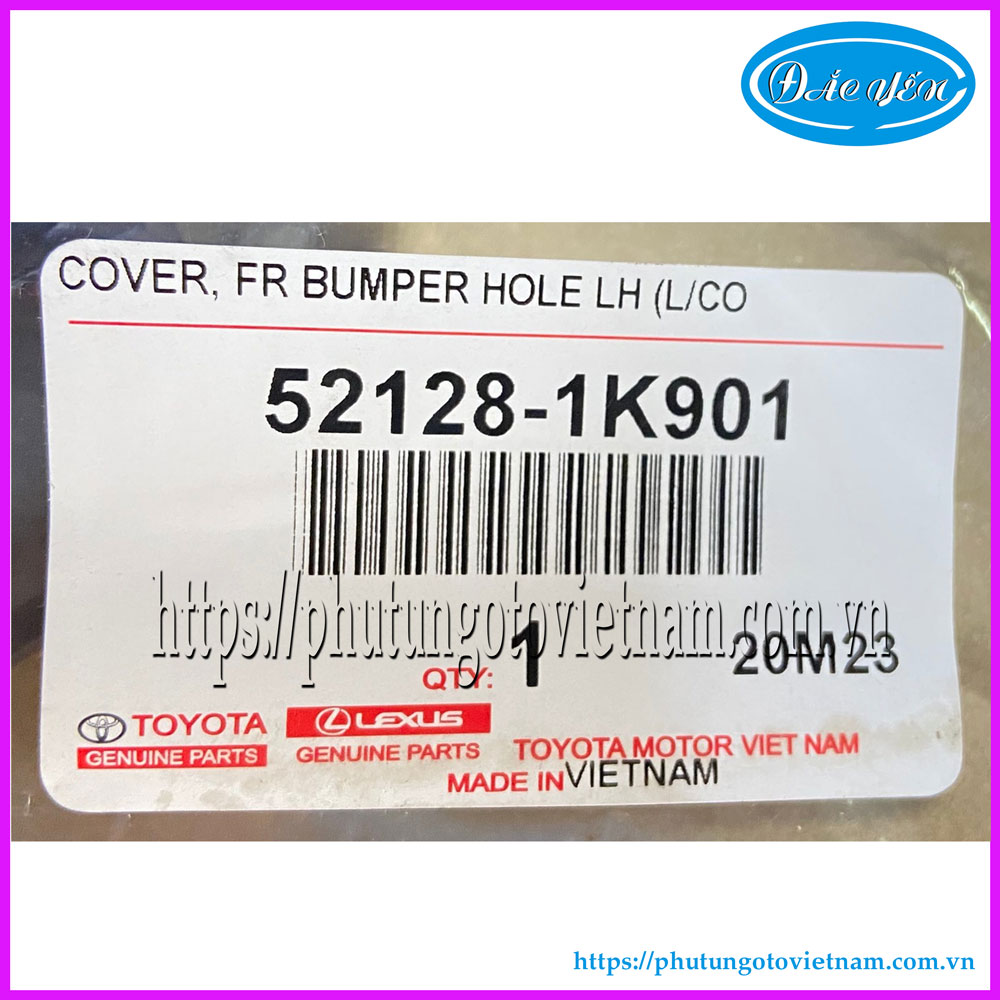 ĐẮC YẾN
COVER, FR BUMPER HOLE LH (L/CO
52128-1K901
https://phutungotovietnam.com.vn
QTY: 1 20M23
TOYOTA
GENUINE PARTS
LEXUS
GENUINE PARTS
TOYOTA MOTOR VIET NAM
MADE IN VIETNAM
https://phutungotovietnam.com.vn